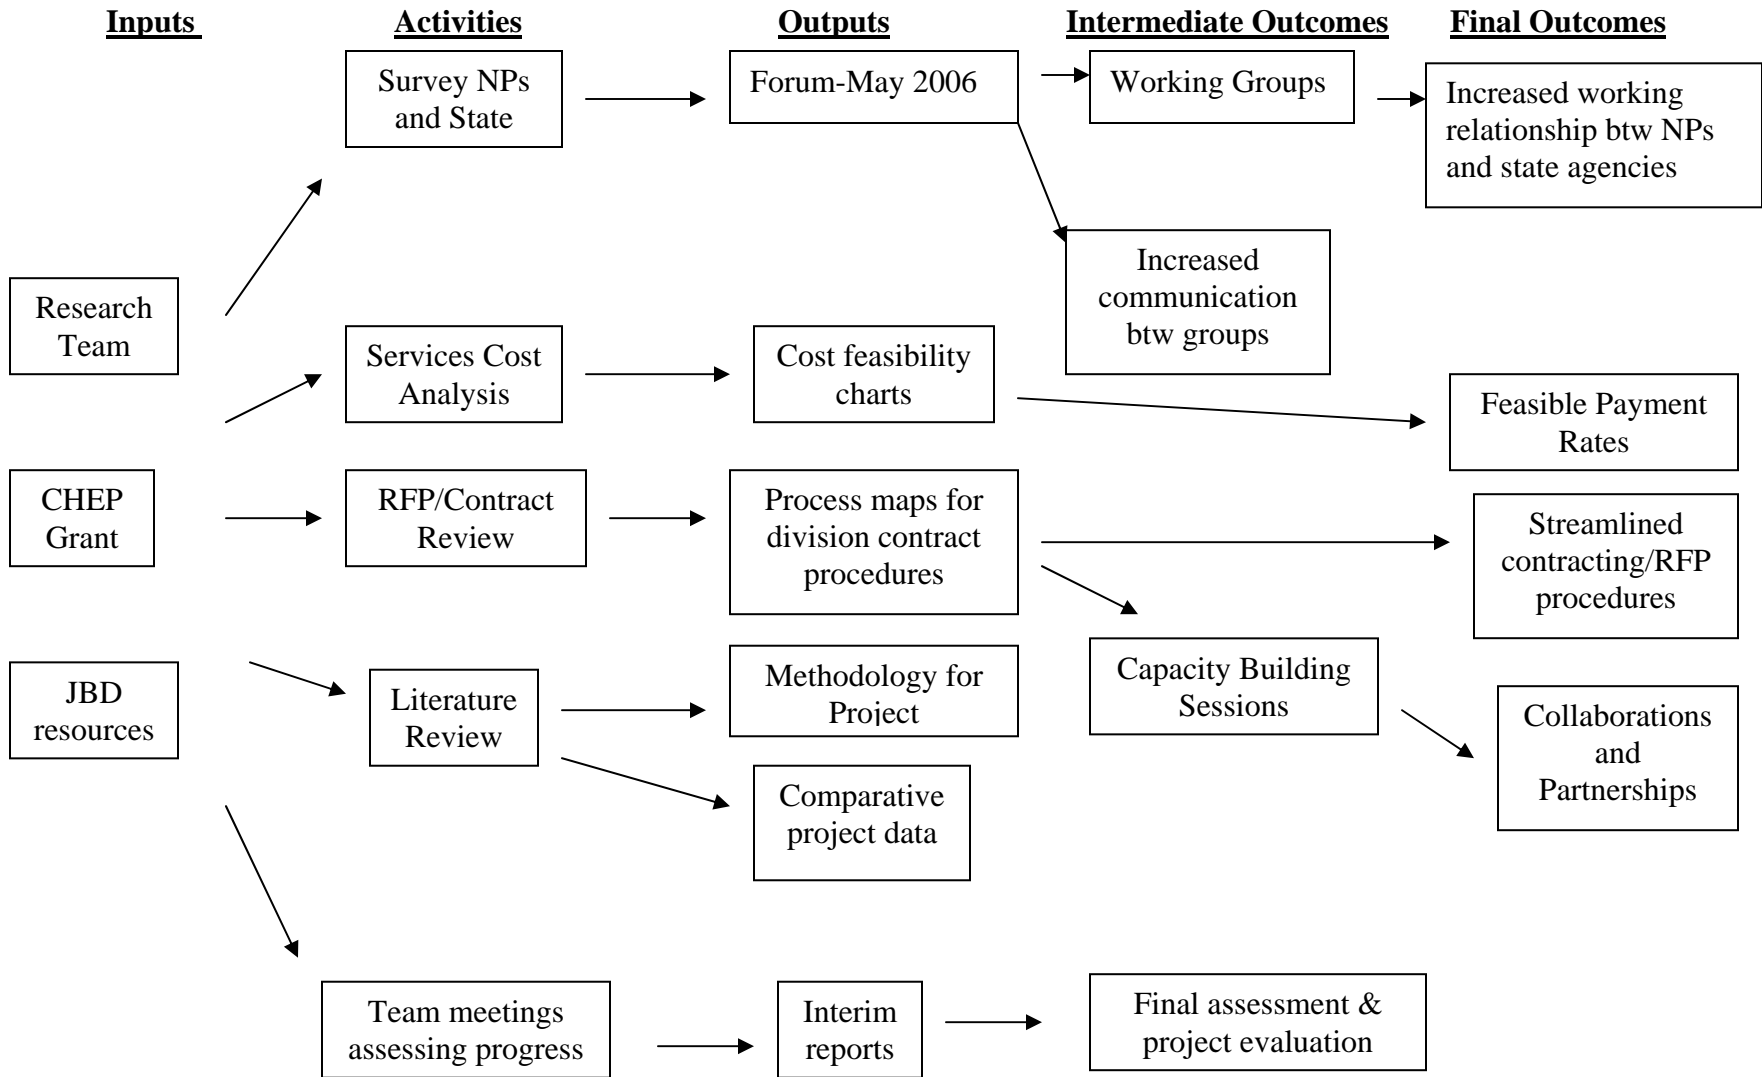 Inputs
Activities
Outputs
Intermediate Outcomes
Final Outcomes
Survey NPs
and State
Forum-May 2006
Working Groups
Increased working
relationship btw NPs
and state agencies
Increased
communication
btw groups
Research
Team
Services Cost
Analysis
Cost feasibility
charts
Feasible Payment
Rates
CHEP
Grant
RFP/Contract
Review
Process maps for
division contract
procedures
Streamlined
contracting/RFP
procedures
JBD
resources
Literature
Review
Methodology for
Project
Capacity Building
Sessions
Collaborations
and
Partnerships
Comparative
project data
Team meetings
assessing progress
Interim
reports
Final assessment &
project evaluation